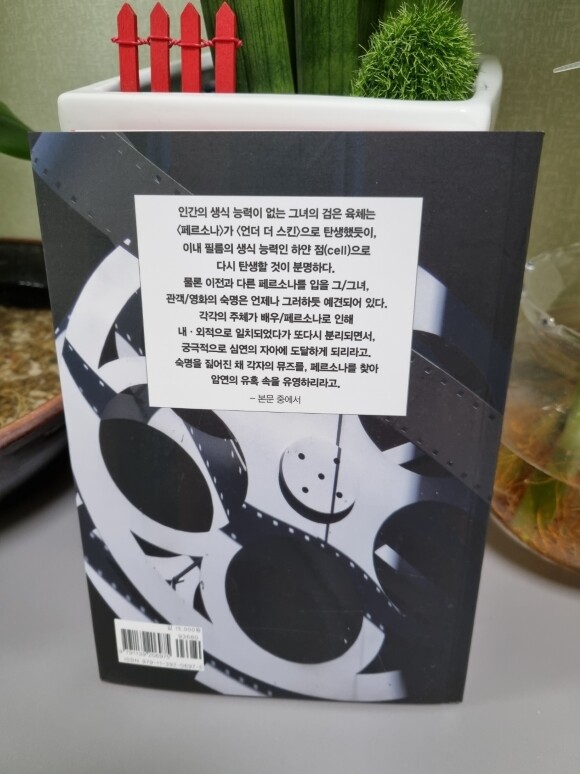 인간의 생식 능력이 없는 그녀의 검은 육체는
〈페르소나〉가 〈언더 더 스킨〉으로 탄생했듯이,
이내 필름의 생식 능력인 하얀 점(cell)으로
다시 탄생할 것이 분명하다.
물론 이전과 다른 페르소나를 입을 그/그녀,
관객/영화의 숙명은 언제나 그러하듯 예견되어 있다.
각각의 주체가 배우/페르소나로 인해
내·외적으로 일치되었다가 또다시 분리되면서,
궁극적으로 심연의 자아에 도달하게 되리라고.
숙명을 짊어진 채 각자의 뮤즈를, 페르소나를 찾아
암연의 유혹 속을 유영하리라고.
– 본문 중에서